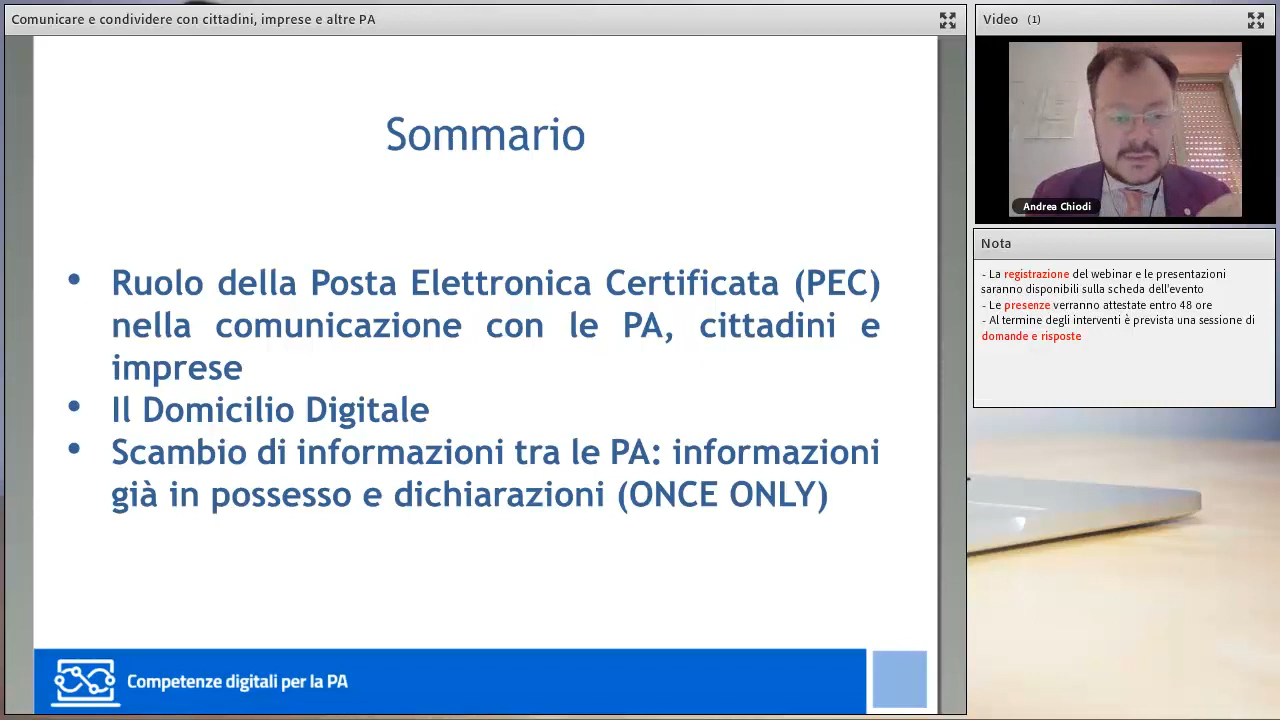 Comunicare e condividere con cittadini, imprese e altre PA
Sommario
• Ruolo della Posta Elettronica Certificata (PEC)
nella comunicazione con le PA, cittadini e
imprese
• Il Domicilio Digitale
• Scambio di informazioni tra le PA: informazioni
già in possesso e dichiarazioni (ONCE ONLY)
Competenze digitali per la PA
Video (1)
Andrea Chiodi
Nota
- La registrazione del webinar e le presentazioni
saranno disponibili sulla scheda dell'evento
- Le presenze verranno attestate entro 48 ore
- Al termine degli interventi è prevista una sessione di
domande e risposte